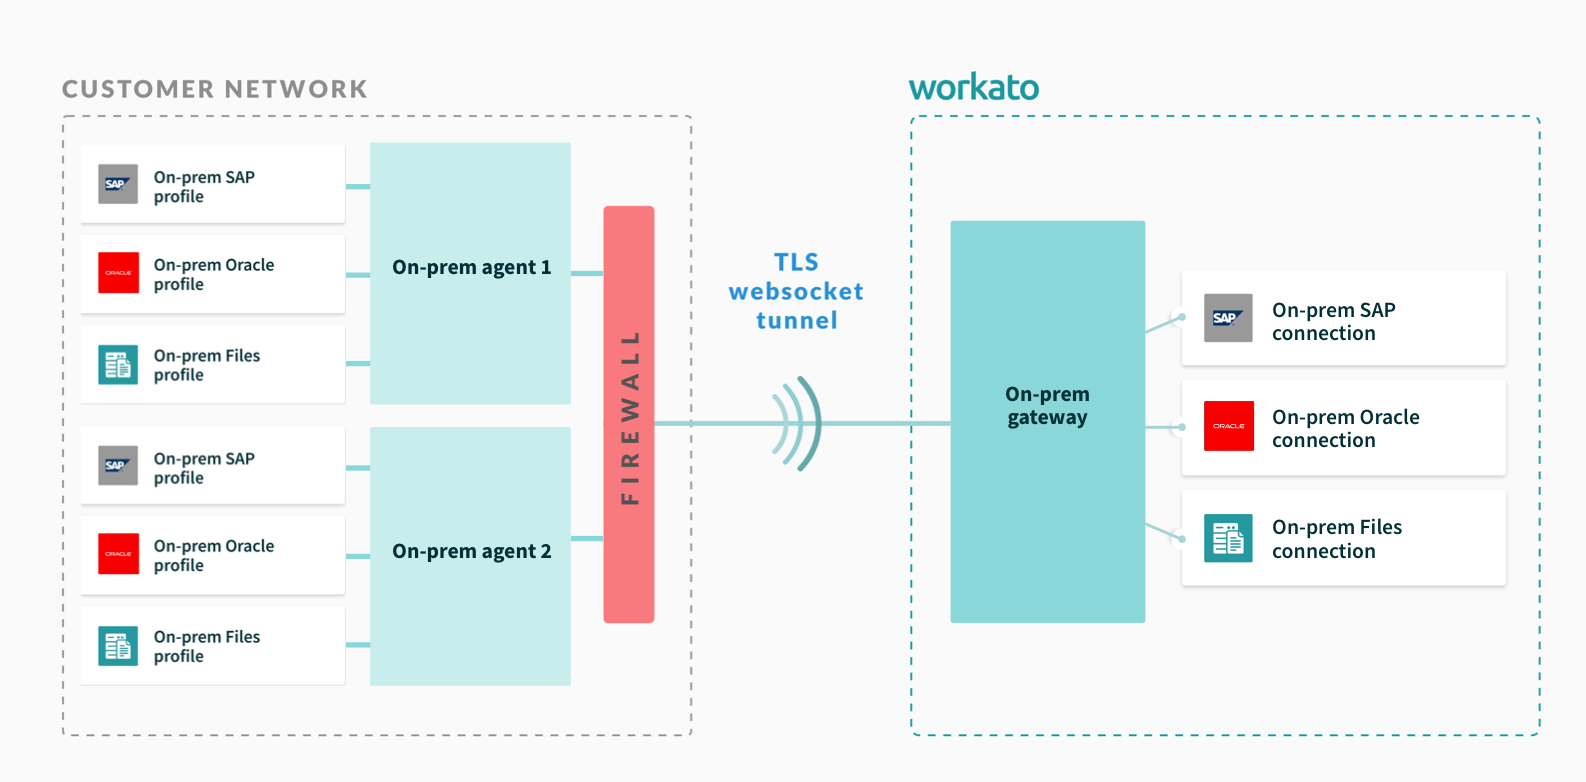 CUSTOMER NETWORK
workato
SAP
On-prem SAP
profile
ORACLE
On-prem Oracle
profile
On-prem Files
profile
On-prem agent 1
SAP
On-prem SAP
profile
ORACLE
On-prem Oracle
profile
On-prem Files
profile
On-prem agent 2
FIREWALL
TLS
websocket
tunnel
On-prem
gateway
SAP
On-prem SAP
connection
ORACLE
On-prem Oracle
connection
On-prem Files
connection